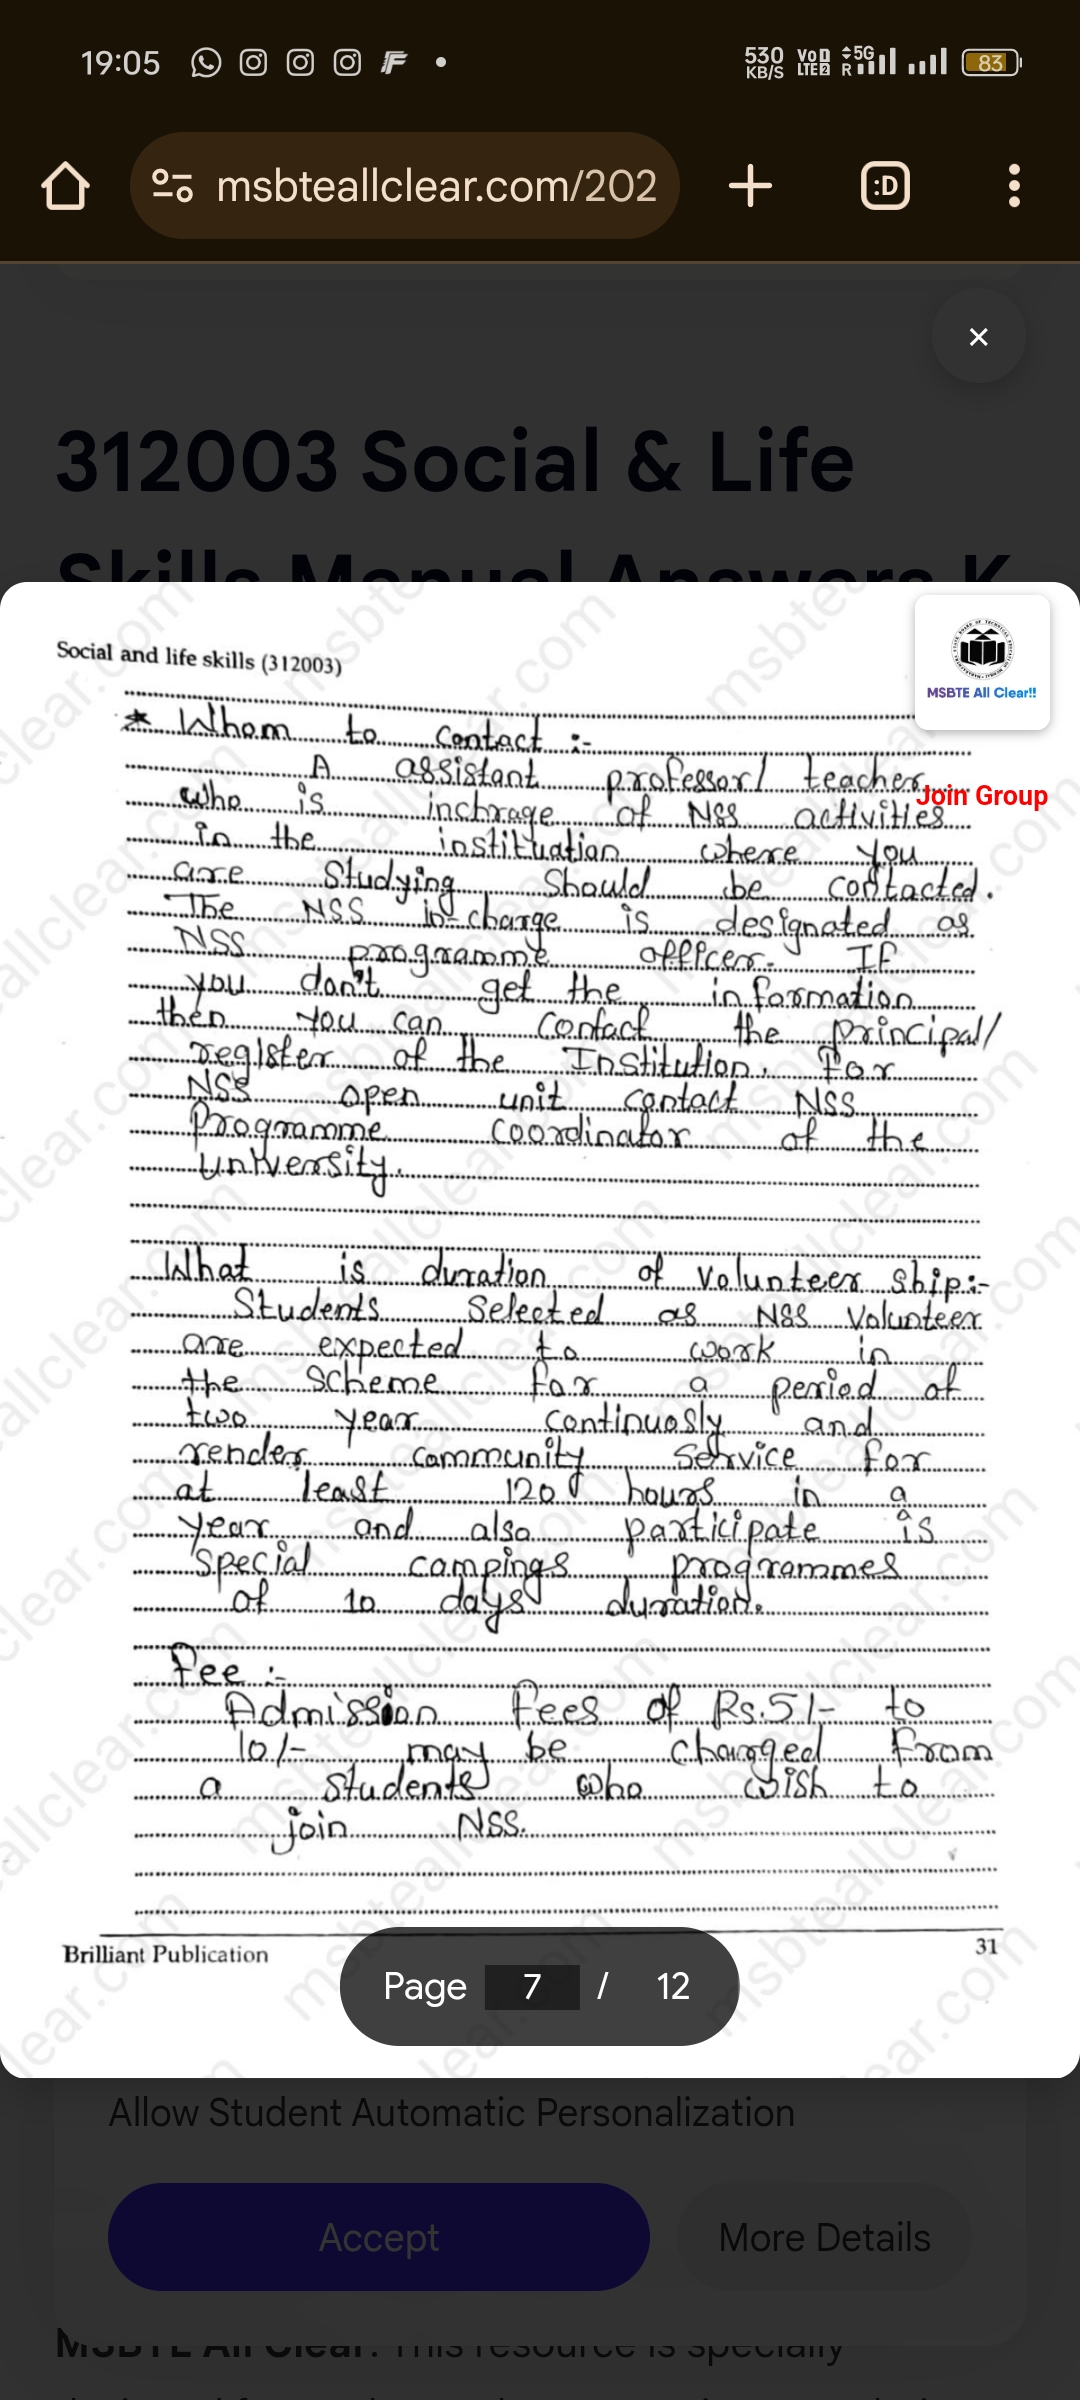 19:05
530 KB/S VoD LTE2 5G R 83
msbteallclear.com/202
:D
×
312003 Social & Life
Skills Manual Answers K
Social and life skills (312003)
MSBTE All Clear!!
Join Group
* Whom to contact :-
A assistant professor/ teacher
who is inchrage of NSS activities
in the instituation where you
are Studying Should be contacted.
The NSS in-charge is designated as
NSS programme officer. IF
you don't get the information
then you can contact the principal/
register of the Institution. For
NSS open unit contact NSS
Programme coordinator of the
University.
What is duration of volunteer ship:-
Students Selected as NSS Volunteer
are expected to work in
the scheme for a period of
two year continuosly and
render community Service for
at least 120 hours in a
year and also participate is
Special campings programmes
of 10 days duration.
Fee :-
Admission fees of Rs.5/- to
10/- may be charged from
a students who wish to
join NSS.
Brilliant Publication
31
Page 7 / 12
Allow Student Automatic Personalization
Accept
More Details
MSBTE All Clear. This resource is specially